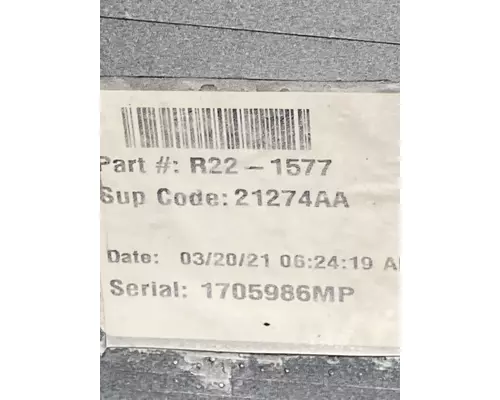 Part #: R22-1577
Sup Code: 21274AA
Date: 03/20/21 06:24:19
Serial: 1705986MP